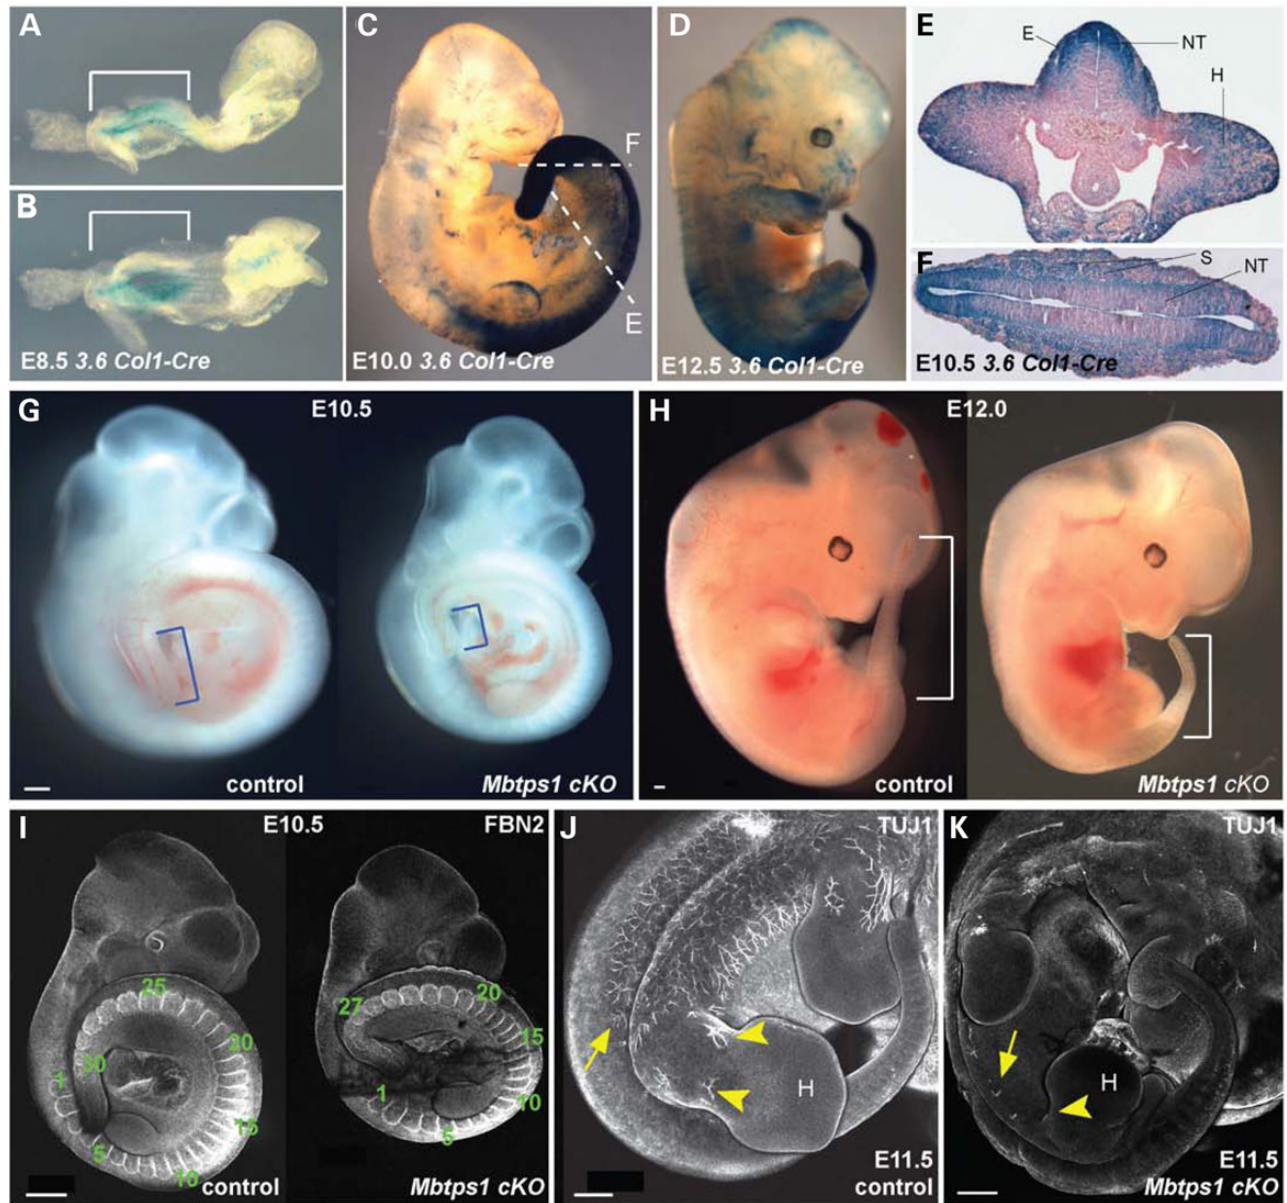 A
B
E8.5 3.6 Col1-Cre
C
F
E
E10.0 3.6 Col1-Cre
D
E12.5 3.6 Col1-Cre
E
E
NT
H
F
S
NT
E10.5 3.6 Col1-Cre
G
E10.5
control
Mbtps1 cKO
H
E12.0
control
Mbtps1 cKO
I
E10.5
FBN2
25
20
30
1
15
5
10
control
27
20
15
1
10
5
Mbtps1 cKO
J
TUJ1
H
E11.5
control
K
TUJ1
H
E11.5
Mbtps1 cKO